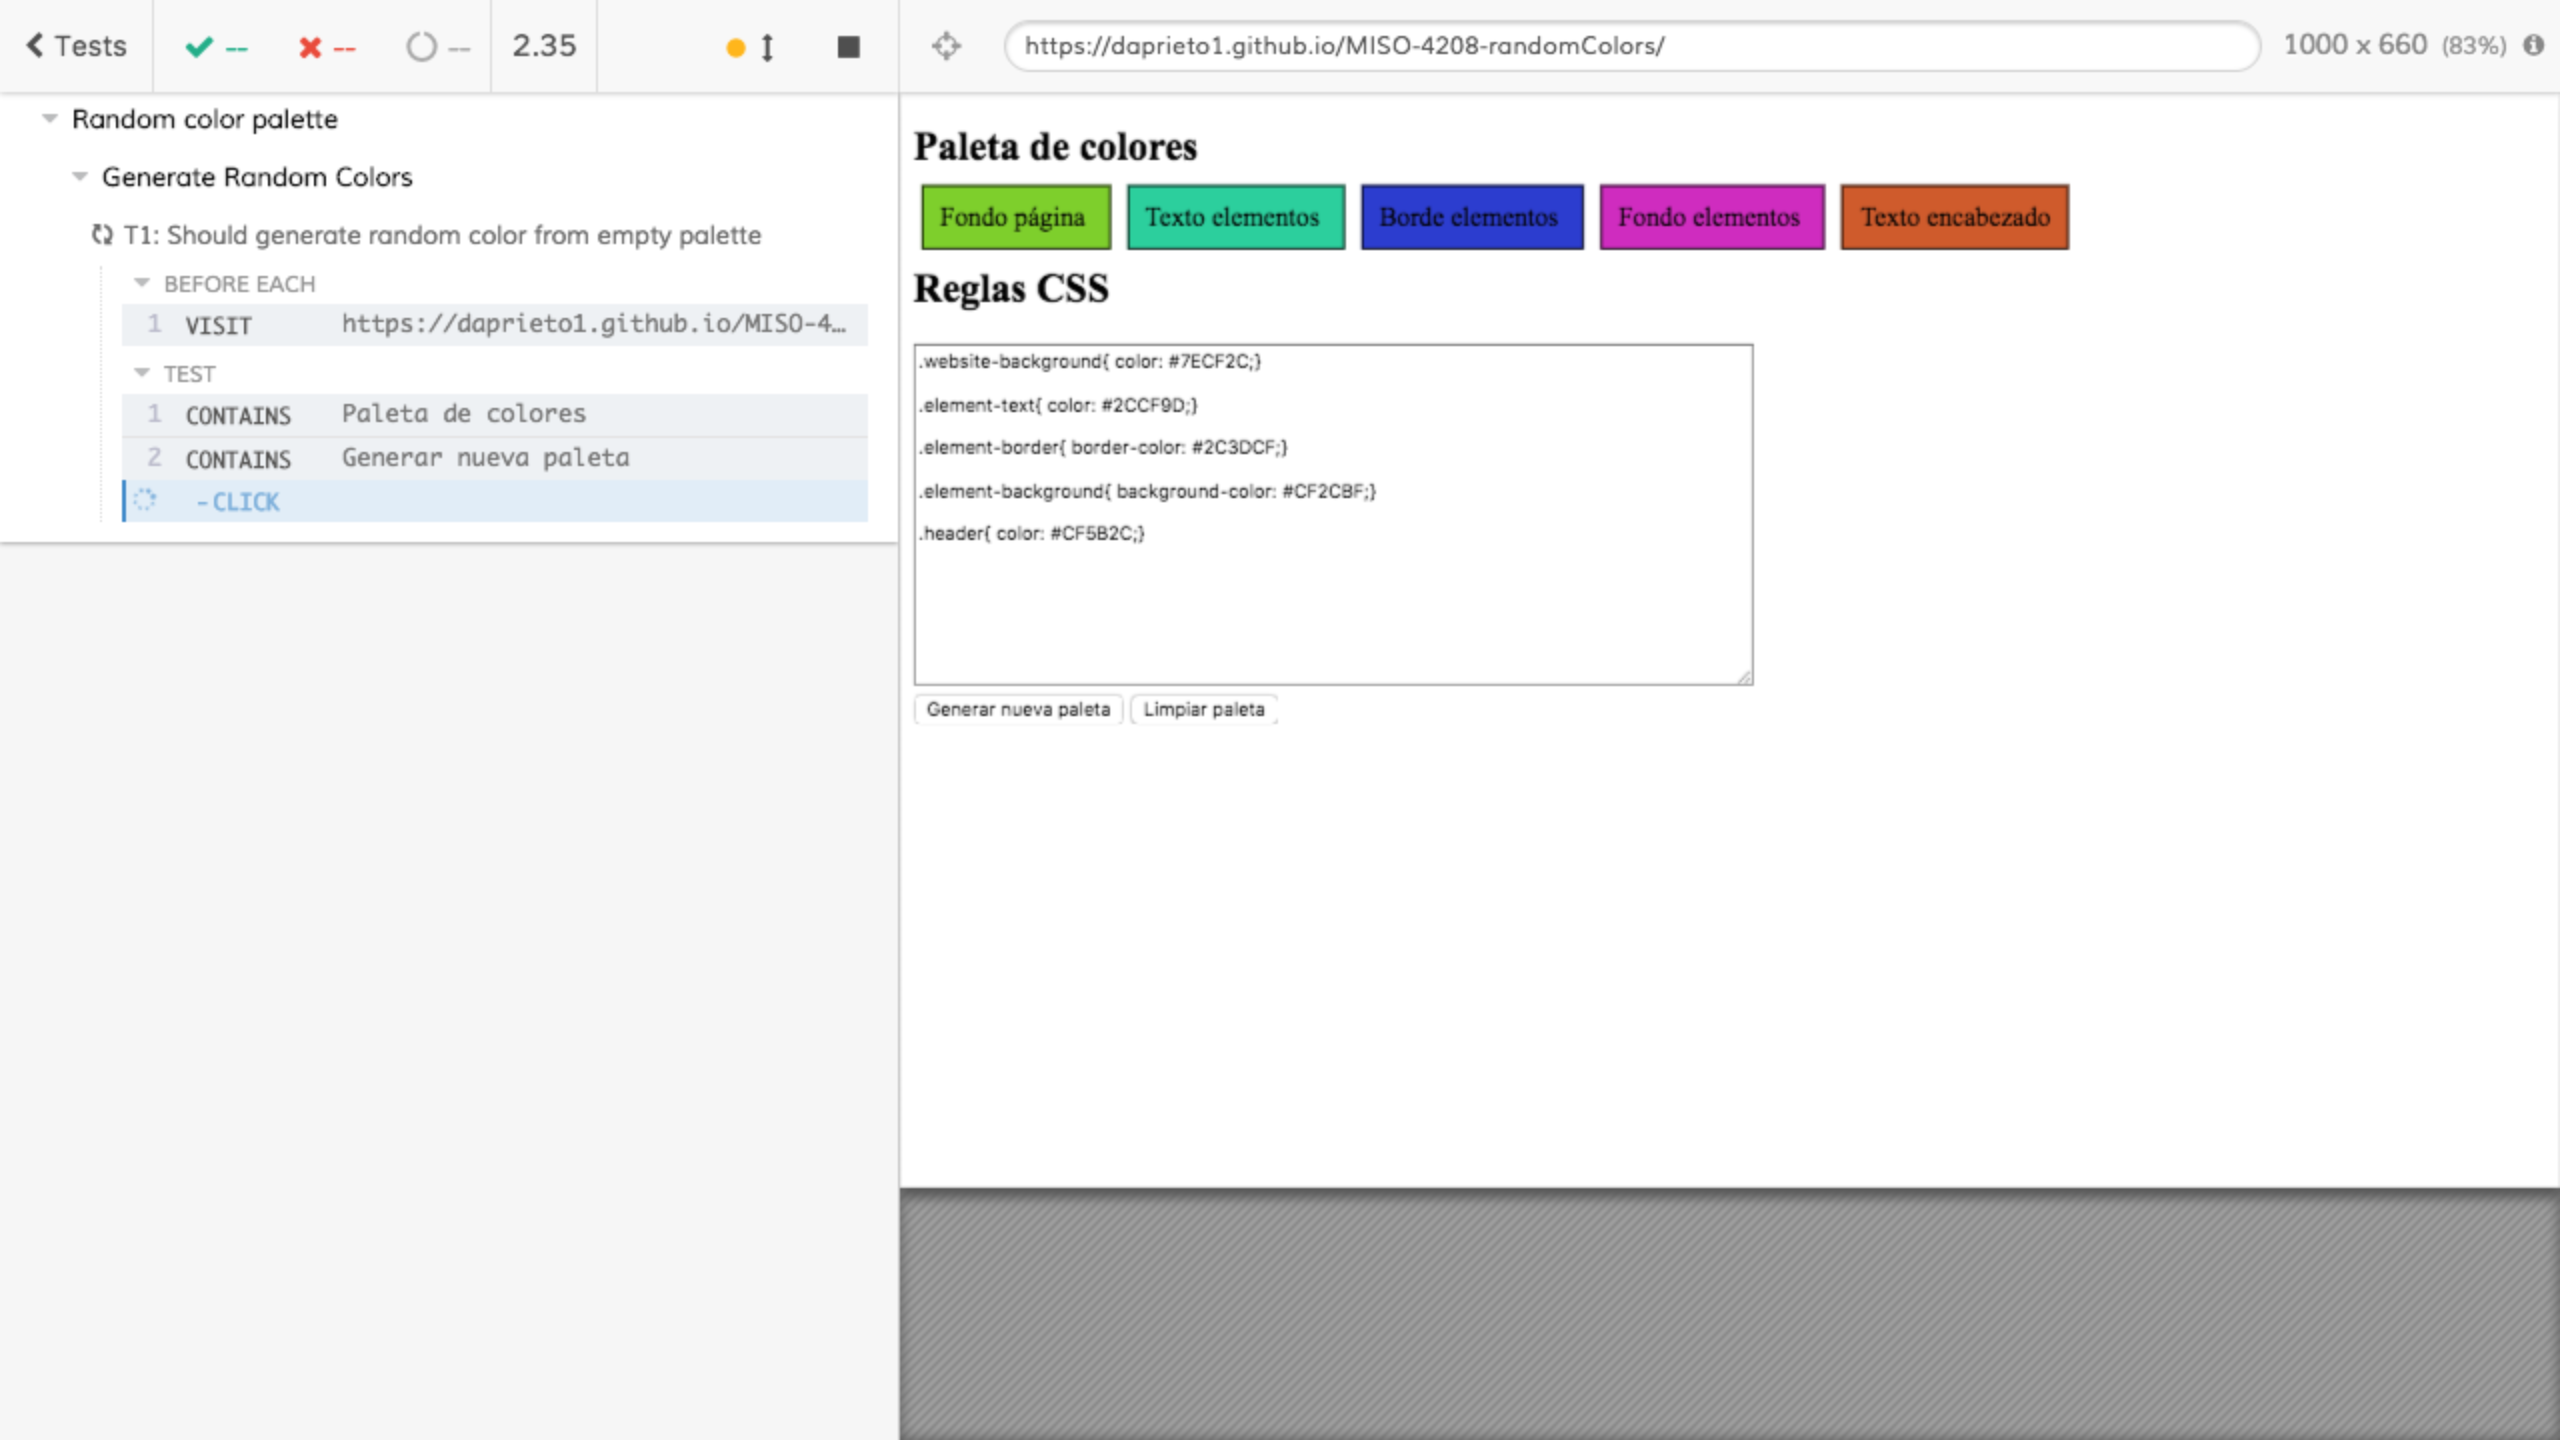 Tests -- -- -- 2.35
https://daprieto1.github.io/MISO-4208-randomColors/ 1000 x 660 (83%)
Random color palette
Generate Random Colors
T1: Should generate random color from empty palette
BEFORE EACH
1 VISIT https://daprieto1.github.io/MISO-4…
TEST
1 CONTAINS Paleta de colores
2 CONTAINS Generar nueva paleta
-CLICK
Paleta de colores
Fondo página Texto elementos Borde elementos Fondo elementos Texto encabezado
Reglas CSS
.website-background{ color: #7ECF2C;}
.element-text{ color: #2CCF9D;}
.element-border{ border-color: #2C3DCF;}
.element-background{ background-color: #CF2CBF;}
.header{ color: #CF5B2C;}
Generar nueva paleta Limpiar paleta